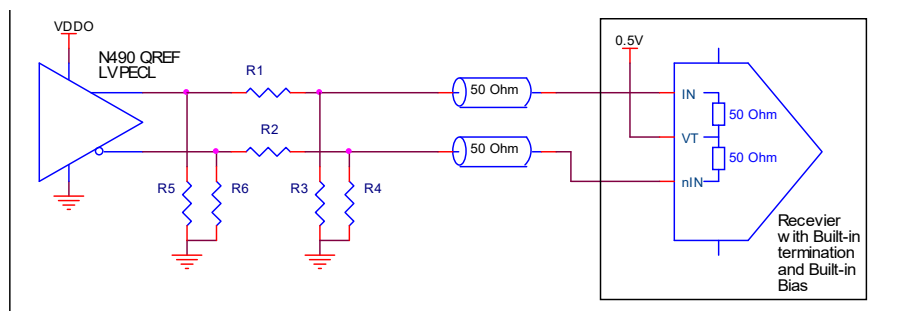 VDDO
N490 QREF
LVPECL
R1
R2
R5
R6
R3
R4
50 Ohm
50 Ohm
0.5V
IN
50 Ohm
VT
50 Ohm
nIN
Recevier
with Built-in
termination
and Built-in
Bias